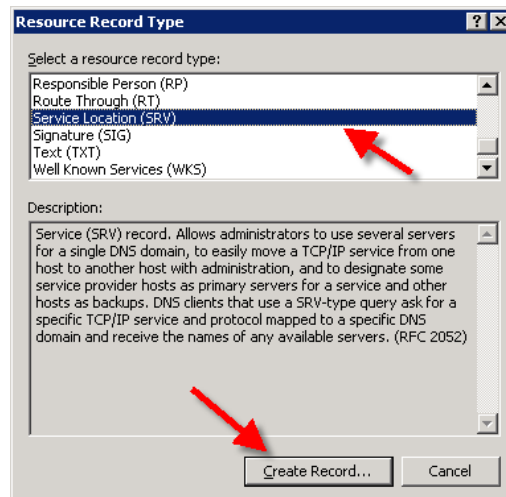 Resource Record Type
Select a resource record type:
Responsible Person (RP)
Route Through (RT)
Service Location (SRV)
Signature (SIG)
Text (TXT)
Well Known Services (WKS)
Description:
Service (SRV) record. Allows administrators to use several servers
for a single DNS domain, to easily move a TCP/IP service from one
host to another host with administration, and to designate some
service provider hosts as primary servers for a service and other
hosts as backups. DNS clients that use a SRV-type query ask for a
specific TCP/IP service and protocol mapped to a specific DNS
domain and receive the names of any available servers. (RFC 2052)
Create Record... Cancel